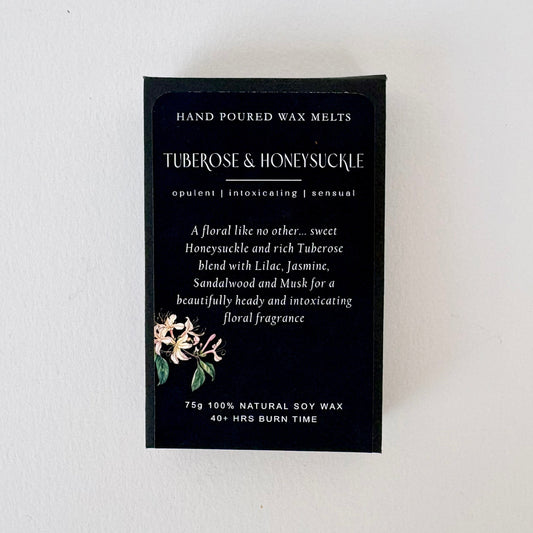 HAND POURED WAX MELTS
TUBEROSE & HONEYSUCKLE
opulent | intoxicating | sensual
A floral like no other... sweet
Honeysuckle and rich Tuberose
blend with Lilac, Jasmine,
Sandalwood and Musk for a
beautifully heady and intoxicating
floral fragrance
75g 100% NATURAL SOY WAX
40+ HRS BURN TIME